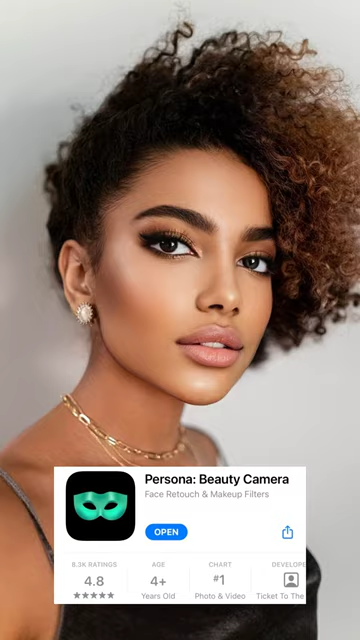 Persona: Beauty Camera
Face Retouch & Makeup Filters
OPEN
8.3K RATINGS
4.8
AGE
4+
Years Old
CHART
#1
Photo & Video
DEVELOPE
Ticket To The